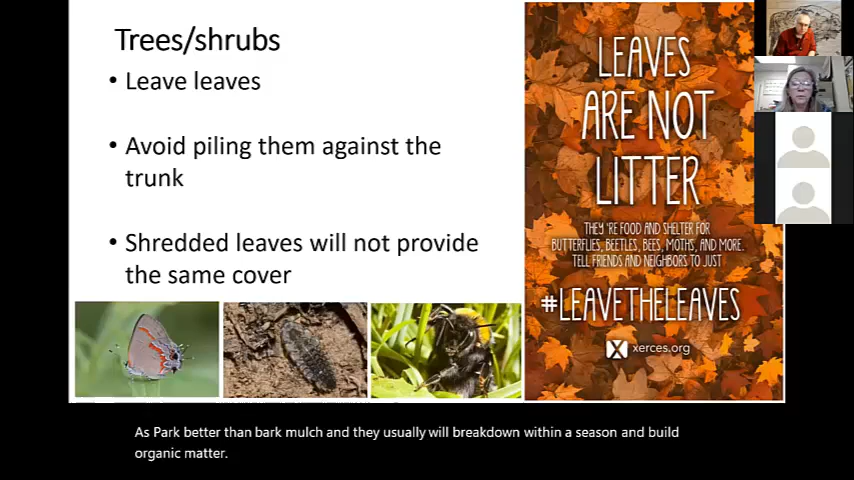 Trees/shrubs
• Leave leaves
• Avoid piling them against the
trunk
• Shredded leaves will not provide
the same cover
LEAVES
ARE NOT
LITTER
THEY'RE FOOD AND SHELTER FOR
BUTTERFLIES, BEETLES, BEES, MOTHS, AND MORE.
TELL FRIENDS AND NEIGHBORS TO JUST
#LEAVETHELEAVES
X xerces.org
As Park better than bark mulch and they usually will breakdown within a season and build
organic matter.